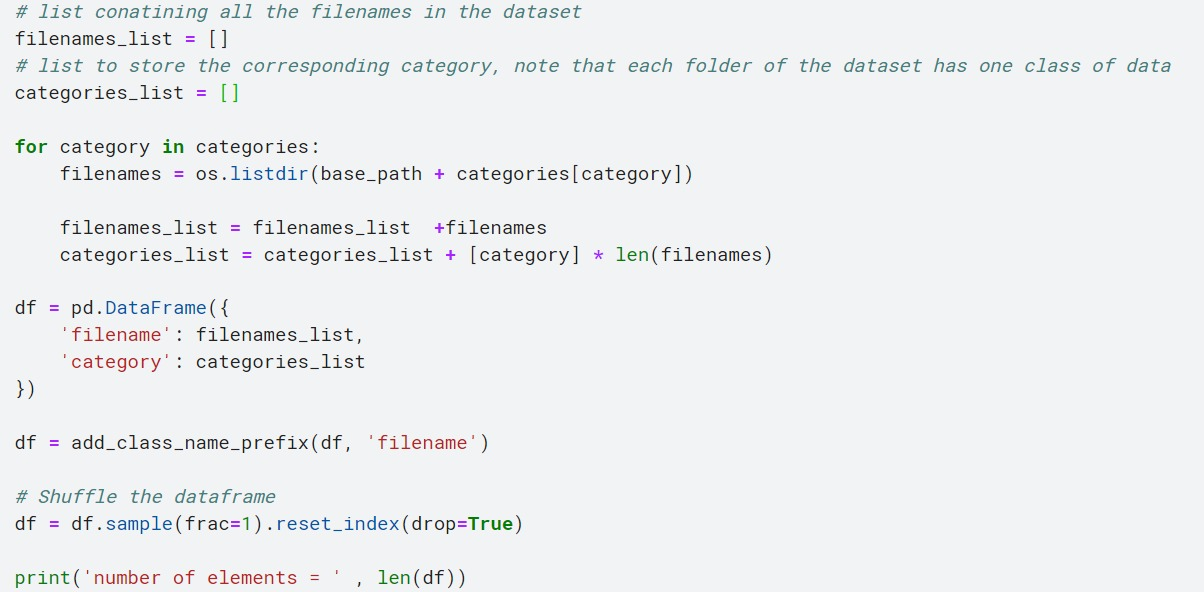 # list conatining all the filenames in the dataset
filenames_list = []
# list to store the corresponding category, note that each folder of the dataset has one class of data
categories_list = []

for category in categories:
    filenames = os.listdir(base_path + categories[category])

    filenames_list = filenames_list  +filenames
    categories_list = categories_list + [category] * len(filenames)

df = pd.DataFrame({
    'filename': filenames_list,
    'category': categories_list
})

df = add_class_name_prefix(df, 'filename')

# Shuffle the dataframe
df = df.sample(frac=1).reset_index(drop=True)

print('number of elements = ' , len(df))